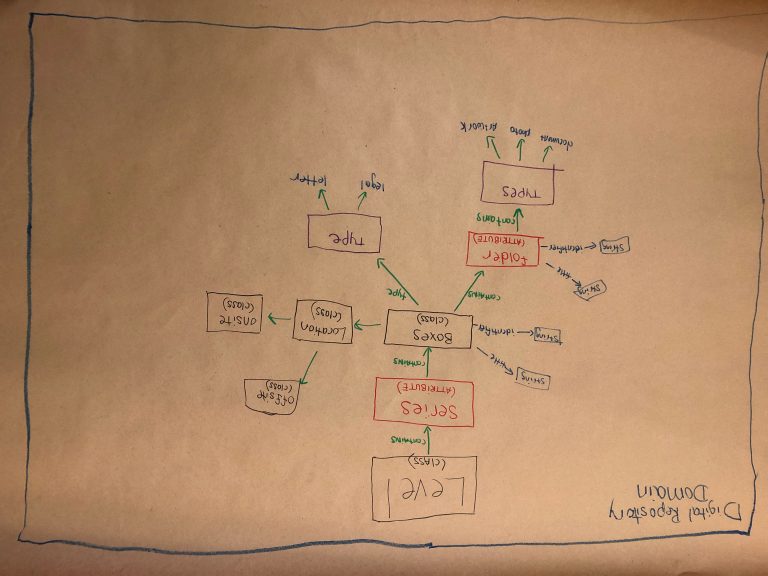 Digital Repository
Domain
Level
(CLASS)
contains
Series
(ATTRIBUTE)
offsite
(class)
String
title
contains
String
identifier
Boxes
(class)
Location
(class)
onsite
(class)
String
title
contains
type
String
identifier
folder
(ATTRIBUTE)
Type
contains
TYPES
legal
letter
document
photo
artwork